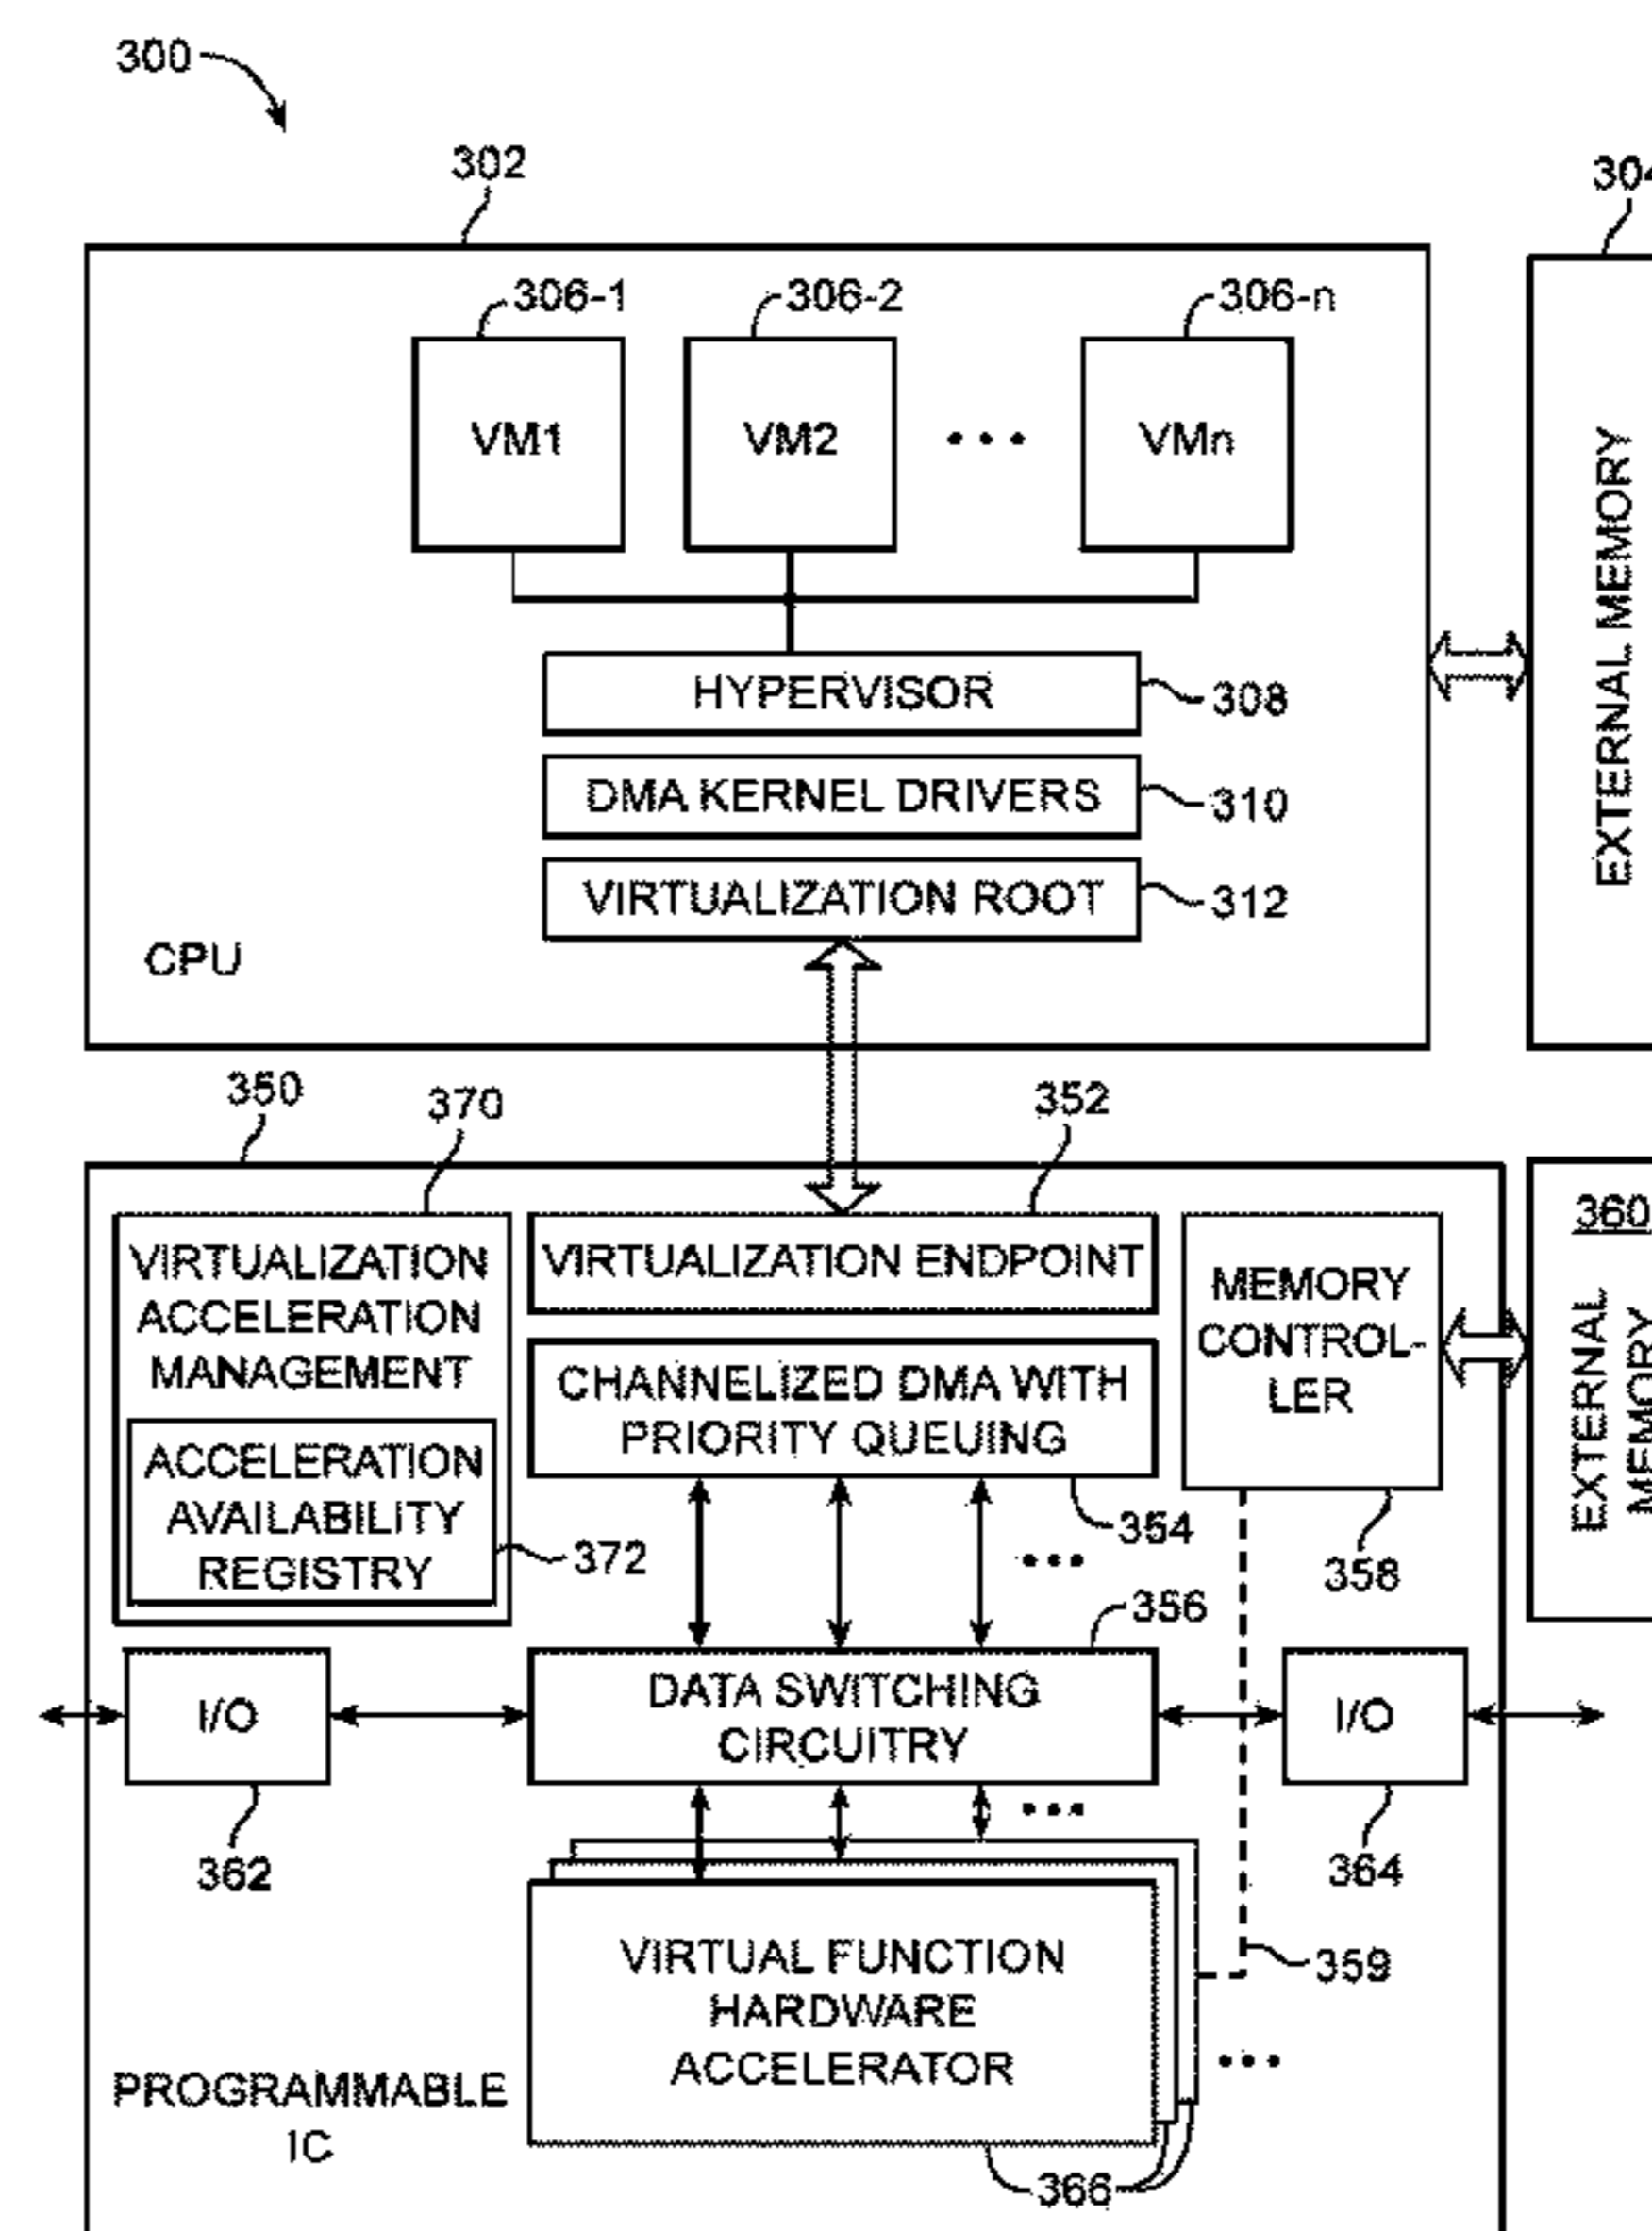 300
302
304
306-1
306-2
306-n
VM1
VM2
• • •
VMn
EXTERNAL MEMORY
HYPERVISOR
308
DMA KERNEL DRIVERS
310
VIRTUALIZATION ROOT
312
CPU
350
370
352
360
VIRTUALIZATION
ACCELERATION
MANAGEMENT
ACCELERATION
AVAILABILITY
REGISTRY
372
VIRTUALIZATION ENDPOINT
CHANNELIZED DMA WITH
PRIORITY QUEUING
354
• • •
MEMORY
CONTROL-
LER
358
EXTERNAL
MEMORY
356
I/O
362
DATA SWITCHING
CIRCUITRY
I/O
364
• • •
VIRTUAL FUNCTION
HARDWARE
ACCELERATOR
359
• • •
366
PROGRAMMABLE
IC